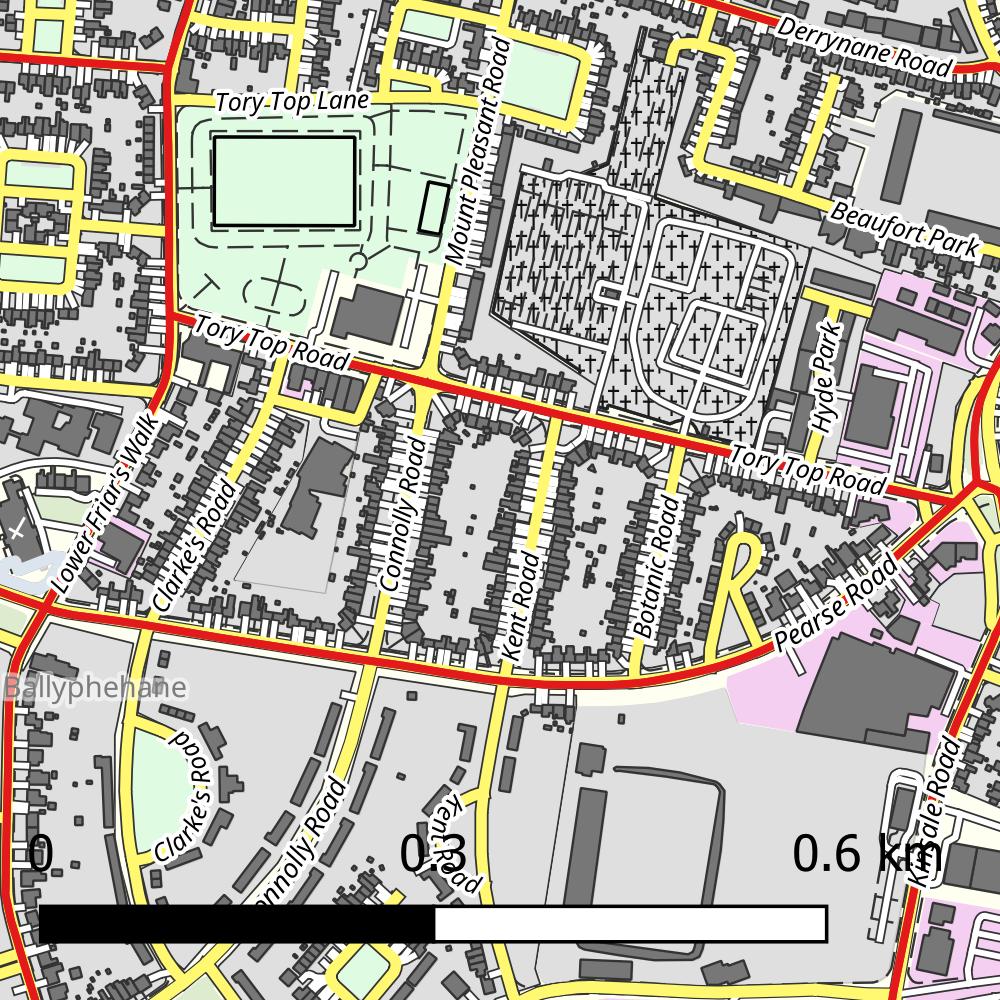 Derrynane Road
Tory Top Lane
Mount Pleasant Road
Beaufort Park
Tory Top Road
Hyde Park
Tory Top Road
Lower Friar's Walk
Clarke's Road
Connolly Road
Kent Road
Botanic Road
Pearse Road
Ballyphehane
Clarke's Road
Connolly Road
Kent Road
Kinsale Road
0 0.3 0.6 km